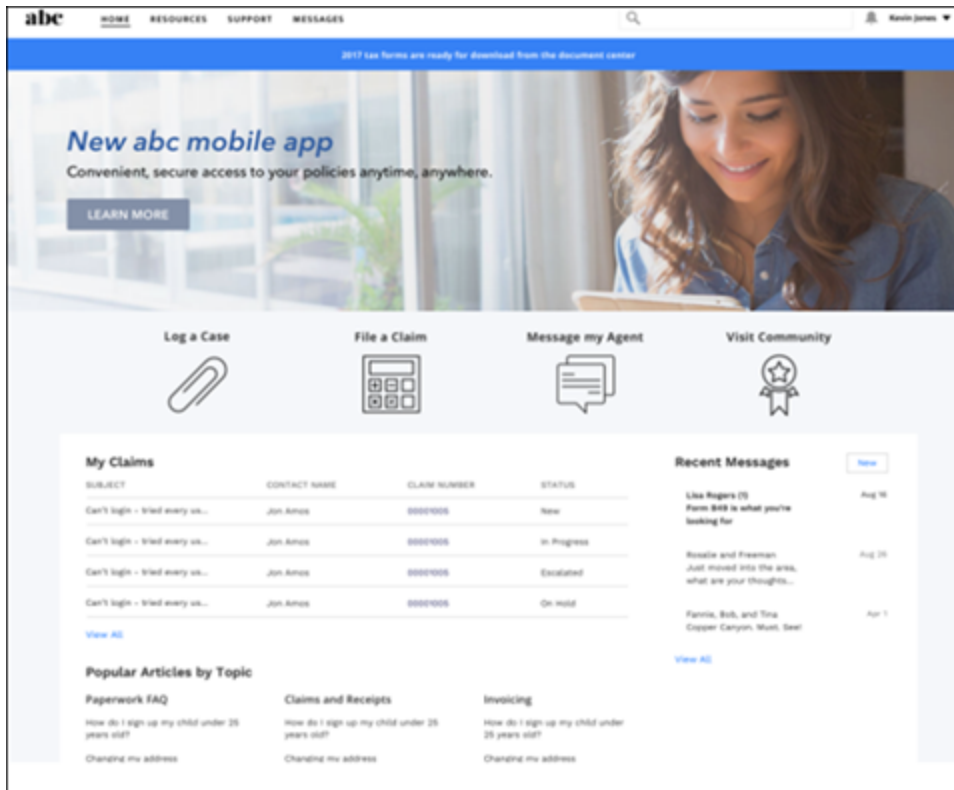 abc HOME RESOURCES SUPPORT MESSAGES Kevin Jones
2017 tax forms are ready for download from the document center
New abc mobile app
Convenient, secure access to your policies anytime, anywhere.
LEARN MORE
Log a Case File a Claim Message my Agent Visit Community
My Claims
SUBJECT CONTACT NAME CLAIM NUMBER STATUS
Can't login - tried every us... Jon Amos 00001005 New
Can't login - tried every us... Jon Amos 00001005 In Progress
Can't login - tried every us... Jon Amos 00001005 Escalated
Can't login - tried every us... Jon Amos 00001005 On Hold
View All
Recent Messages New
Lisa Rogers (1) Aug 16
Form B49 is what you're
looking for
Rosalie and Freeman Aug 26
Just moved into the area,
what are your thoughts...
Fannie, Bob, and Tina Apr 1
Copper Canyon. Must. See!
View All
Popular Articles by Topic
Paperwork FAQ Claims and Receipts Invoicing
How do I sign up my child under 25 How do I sign up my child under 25 How do I sign up my child under
years old? years old? 25 years old?
Changing my address Changing my address Changing my address